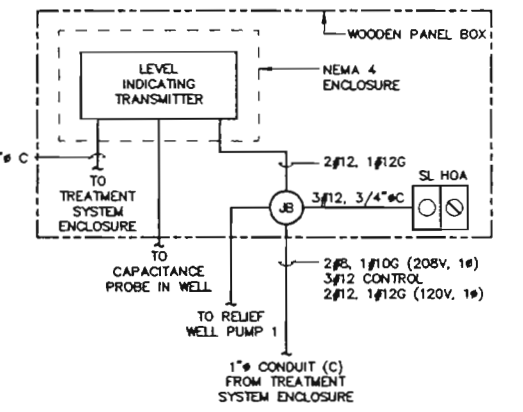 WOODEN PANEL BOX
LEVEL
INDICATING
TRANSMITTER
NEMA 4
ENCLOSURE
"ø C
TO
TREATMENT
SYSTEM
ENCLOSURE
2#12, 1#12G
SL HOA
JB
3#12, 3/4"øC
TO
CAPACITANCE
PROBE IN WELL
2#8, 1#10G (208V, 1ø)
3#12 CONTROL
2#12, 1#12G (120V, 1ø)
TO RELIEF
WELL PUMP 1
1"ø CONDUIT (C)
FROM TREATMENT
SYSTEM ENCLOSURE